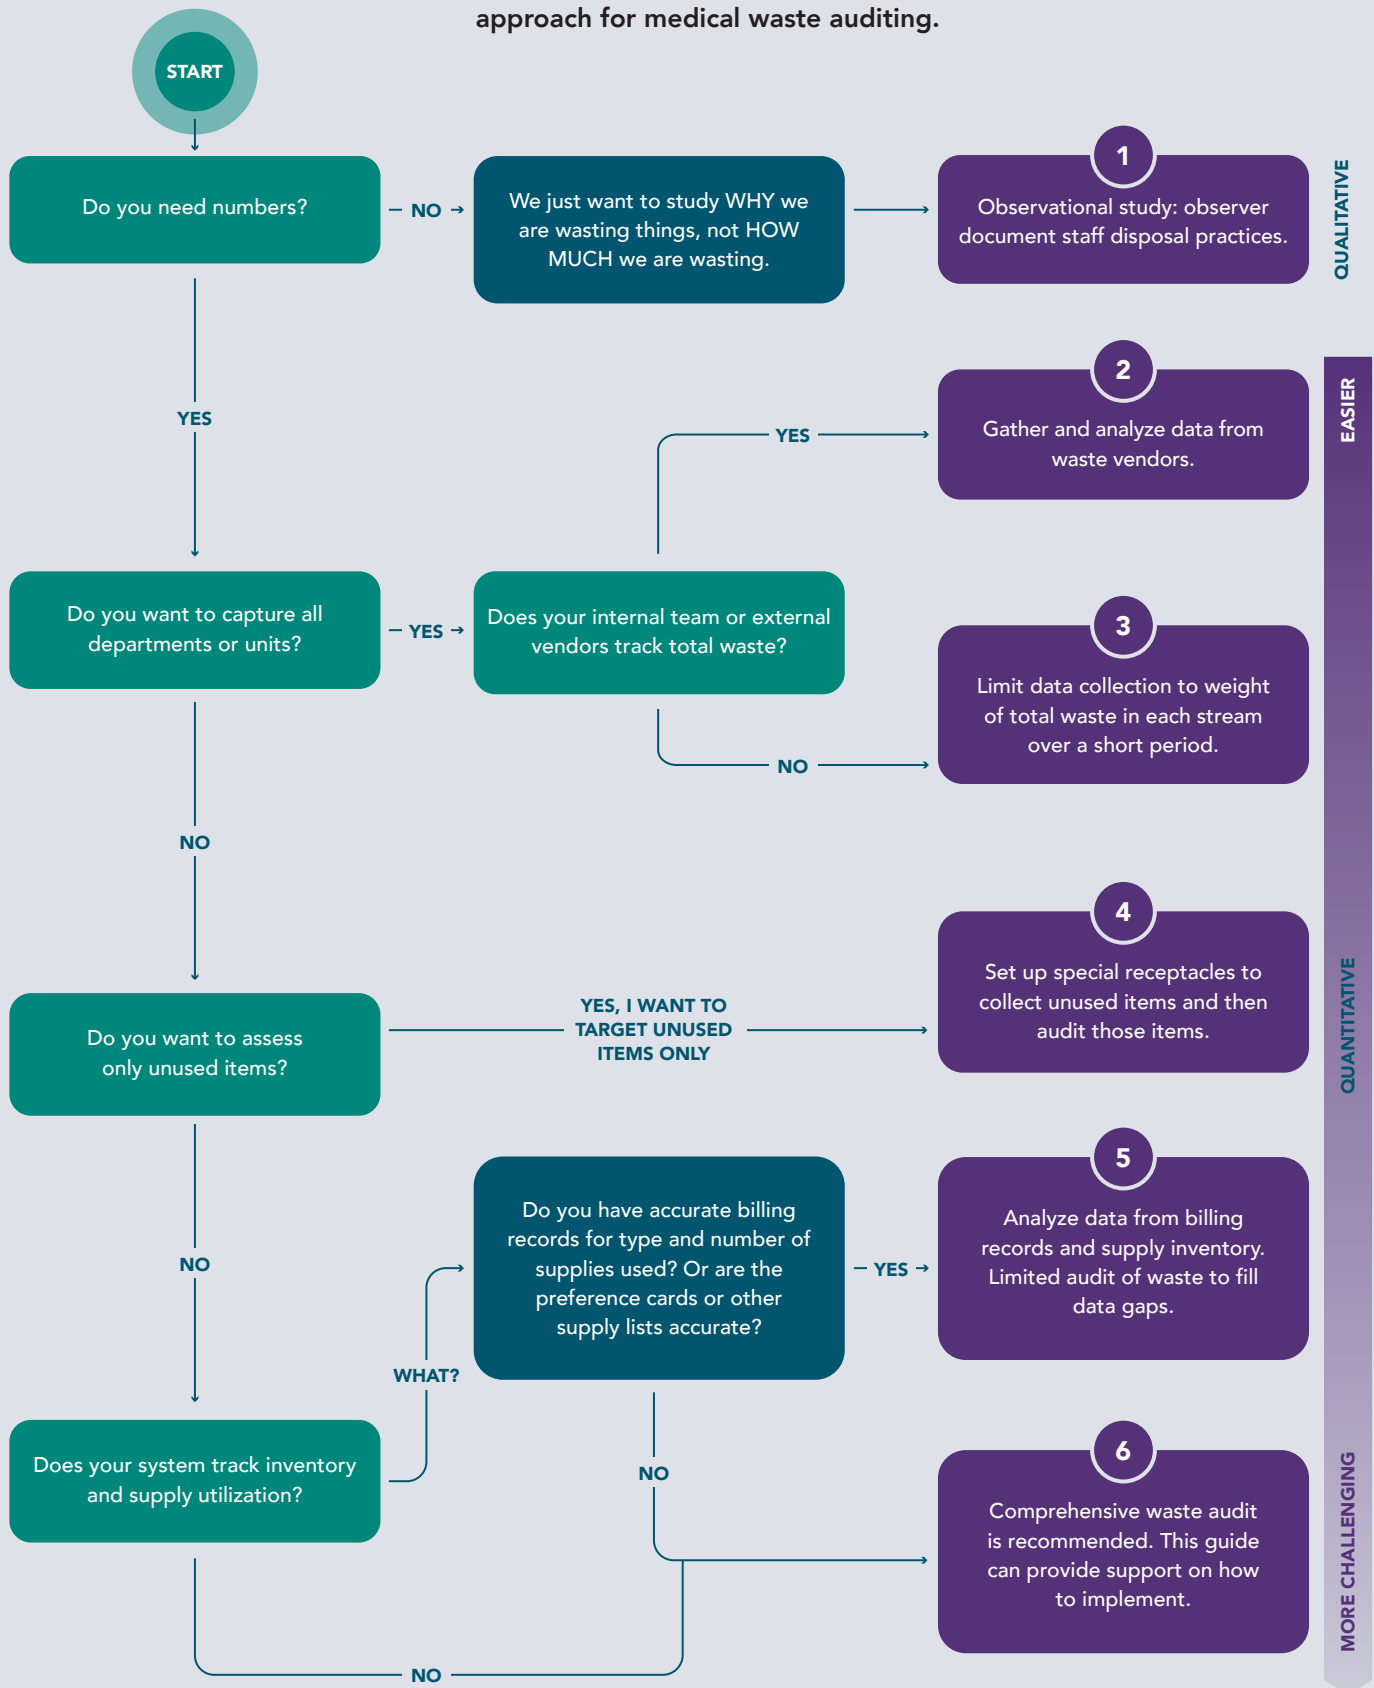 approach for medical waste auditing.
START
Do you need numbers?
NO
We just want to study WHY we
are wasting things, not HOW
MUCH we are wasting.
1
Observational study: observer
document staff disposal practices.
QUALITATIVE
YES
2
Gather and analyze data from
waste vendors.
EASIER
YES
Do you want to capture all
departments or units?
YES
Does your internal team or external
vendors track total waste?
3
Limit data collection to weight
of total waste in each stream
over a short period.
NO
NO
4
Set up special receptacles to
collect unused items and then
audit those items.
Do you want to assess
only unused items?
YES, I WANT TO
TARGET UNUSED
ITEMS ONLY
QUANTITATIVE
NO
Do you have accurate billing
records for type and number of
supplies used? Or are the
preference cards or other
supply lists accurate?
YES
5
Analyze data from billing
records and supply inventory.
Limited audit of waste to fill
data gaps.
WHAT?
Does your system track inventory
and supply utilization?
NO
6
Comprehensive waste audit
is recommended. This guide
can provide support on how
to implement.
MORE CHALLENGING
NO